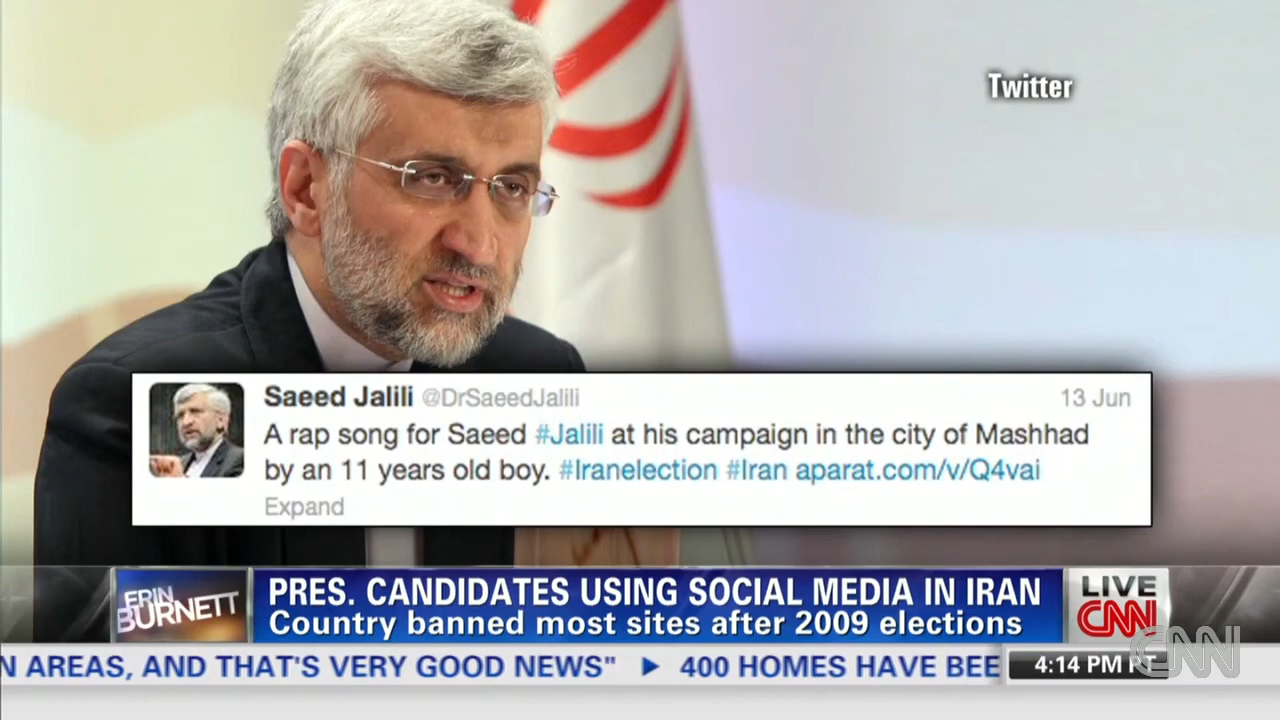 Twitter
Saeed Jalili @DrSaeedJalili 13 Jun
A rap song for Saeed #Jalili at his campaign in the city of Mashhad
by an 11 years old boy. #Iranelection #Iran aparat.com/v/Q4vai
Expand
ERIN
BURNETT
PRES. CANDIDATES USING SOCIAL MEDIA IN IRAN
Country banned most sites after 2009 elections
LIVE
CNN
N AREAS, AND THAT'S VERY GOOD NEWS" 400 HOMES HAVE BEE
4:14 PM PT
CNN